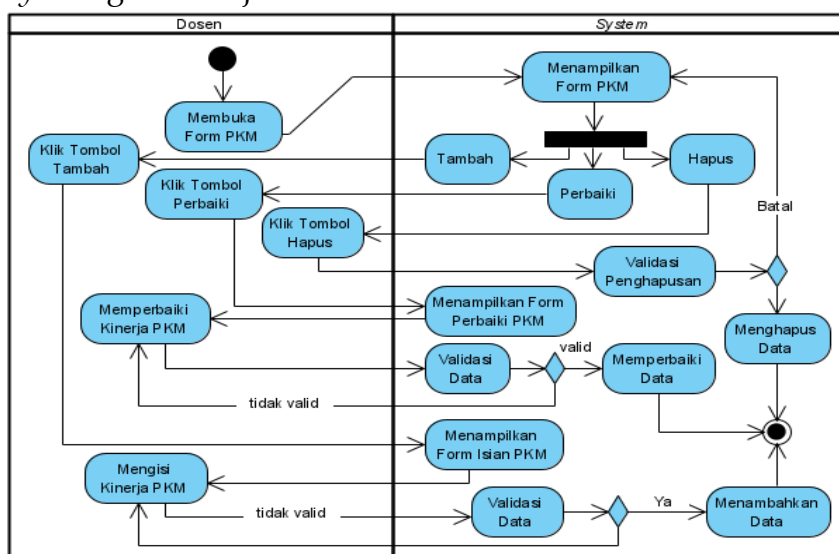 Dosen
System
Menampilkan
Form PKM
Membuka
Form PKM
Klik Tombol
Tambah
Tambah
Hapus
Klik Tombol
Perbaiki
Perbaiki
Klik Tombol
Hapus
Batal
Validasi
Penghapusan
Menampilkan Form
Perbaiki PKM
Memperbaiki
Kinerja PKM
Menghapus
Data
Validasi
Data
valid
Memperbaiki
Data
tidak valid
Menampilkan
Form Isian PKM
Mengisi
Kinerja PKM
tidak valid
Validasi
Data
Ya
Menambahkan
Data